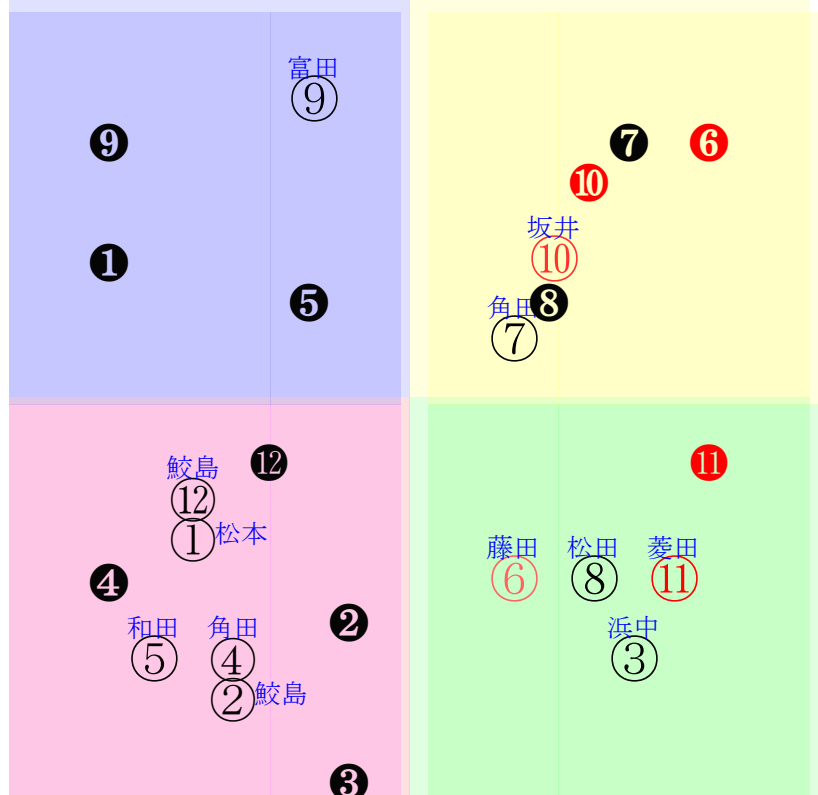 富田
⑨
❾
❼
❻
❿
坂井
❶
⑩
❺
角田
❽
⑦
鮫島
⓬
⓫
⑫
①松本
藤田
松田
菱田
❹
⑥
⑧
⑪
❷
和田
角田
浜中
⑤
④
③
②鮫島
❸